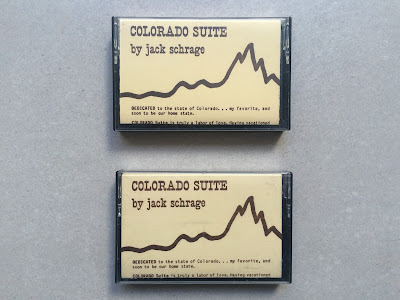 COLORADO SUITE
by jack schrage
DEDICATED to the state of Colorado. . . my favorite, and
soon to be our home state.
COLORADO Suite is truly a labor of love. Having vacationed
COLORADO SUITE
by jack schrage
DEDICATED to the state of Colorado. . . my favorite, and
soon to be our home state.
COLORADO Suite is truly a labor of love. Having vacationed